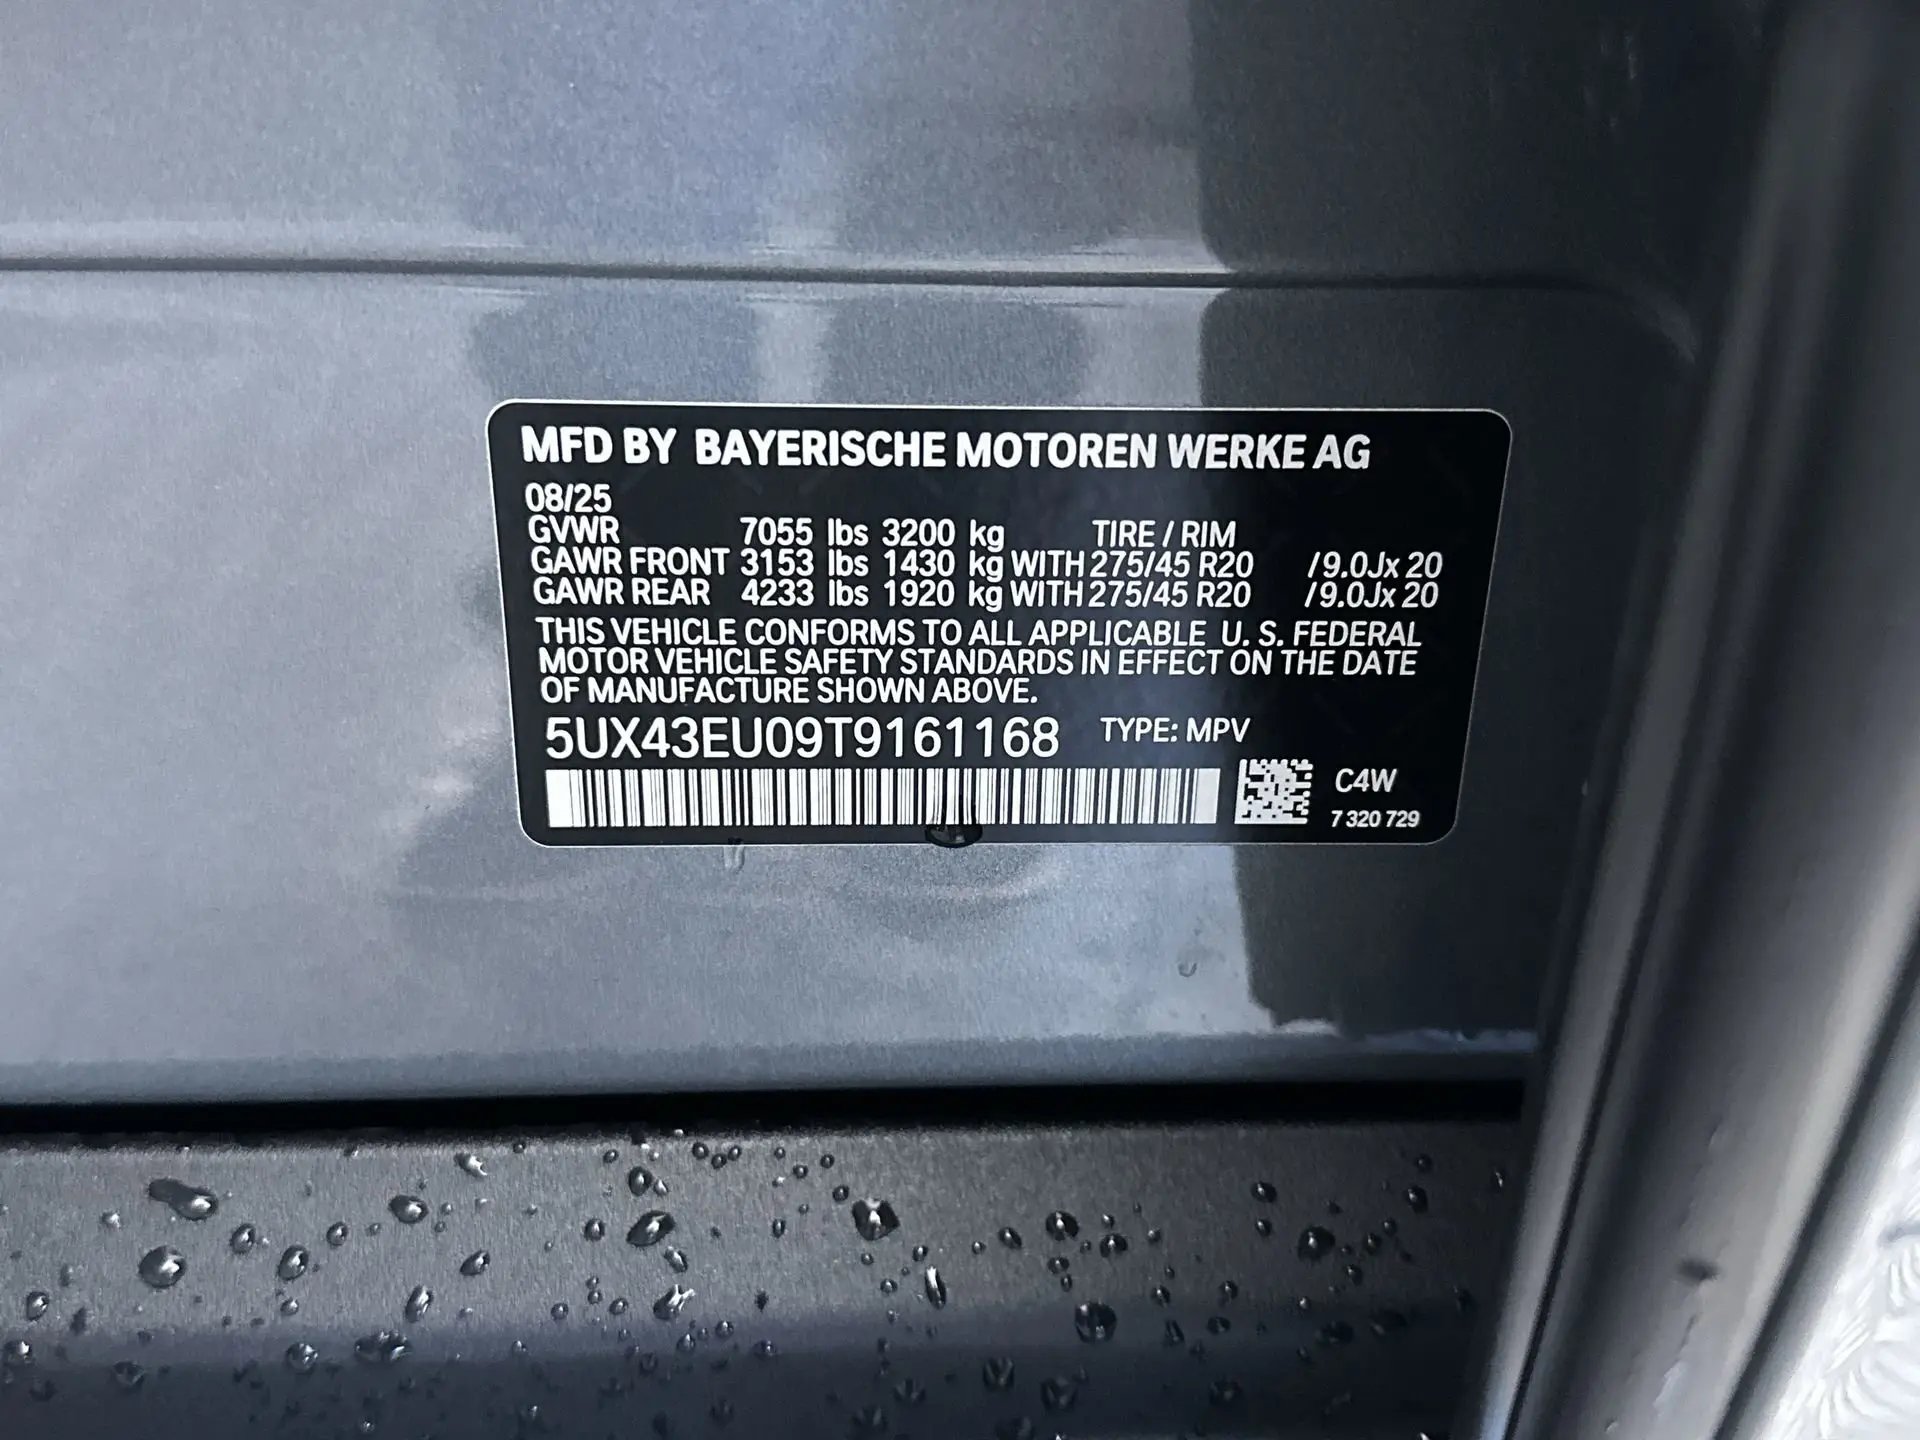 MFD BY BAYERISCHE MOTOREN WERKE AG
08/25
GVWR 7055 lbs 3200 kg TIRE / RIM
GAWR FRONT 3153 lbs 1430 kg WITH 275/45 R20 /9.0Jx 20
GAWR REAR 4233 lbs 1920 kg WITH 275/45 R20 /9.0Jx 20
THIS VEHICLE CONFORMS TO ALL APPLICABLE U. S. FEDERAL
MOTOR VEHICLE SAFETY STANDARDS IN EFFECT ON THE DATE
OF MANUFACTURE SHOWN ABOVE.
5UX43EU09T9161168 TYPE: MPV
C4W
7 320 729